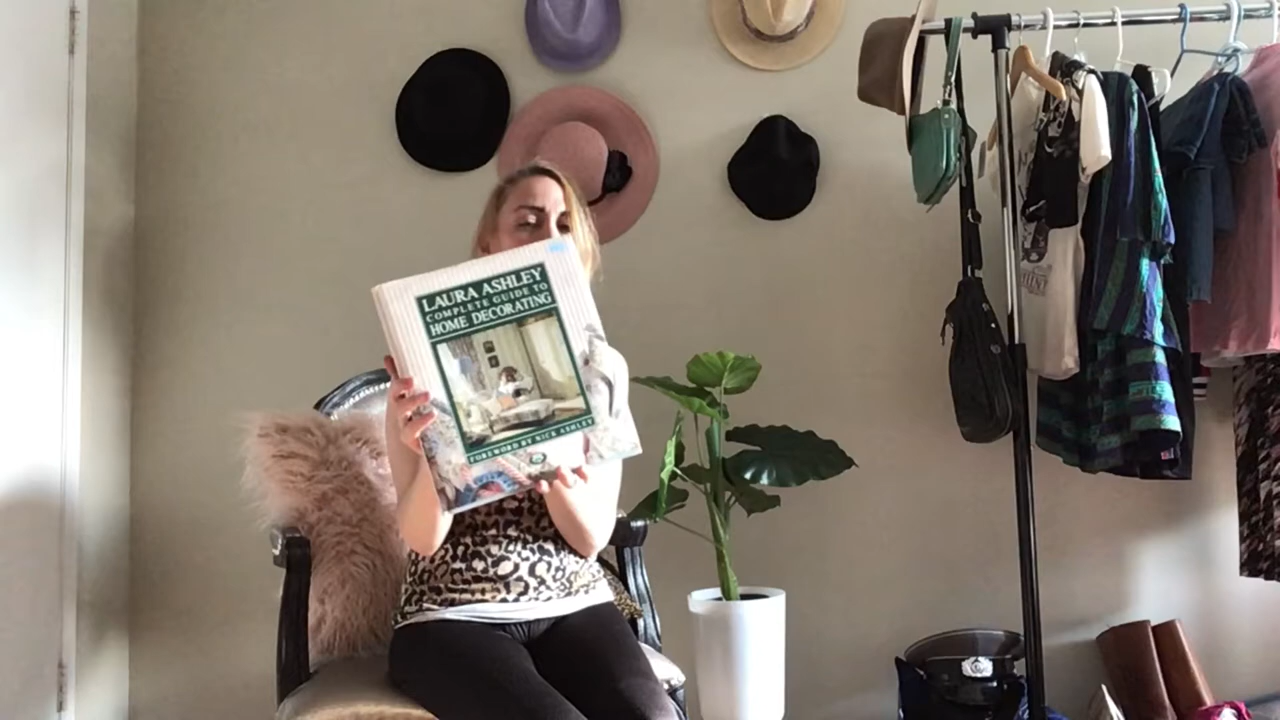 LAURA ASHLEY
COMPLETE GUIDE TO
HOME DECORATING
FOREWORD BY NICK ASHLEY